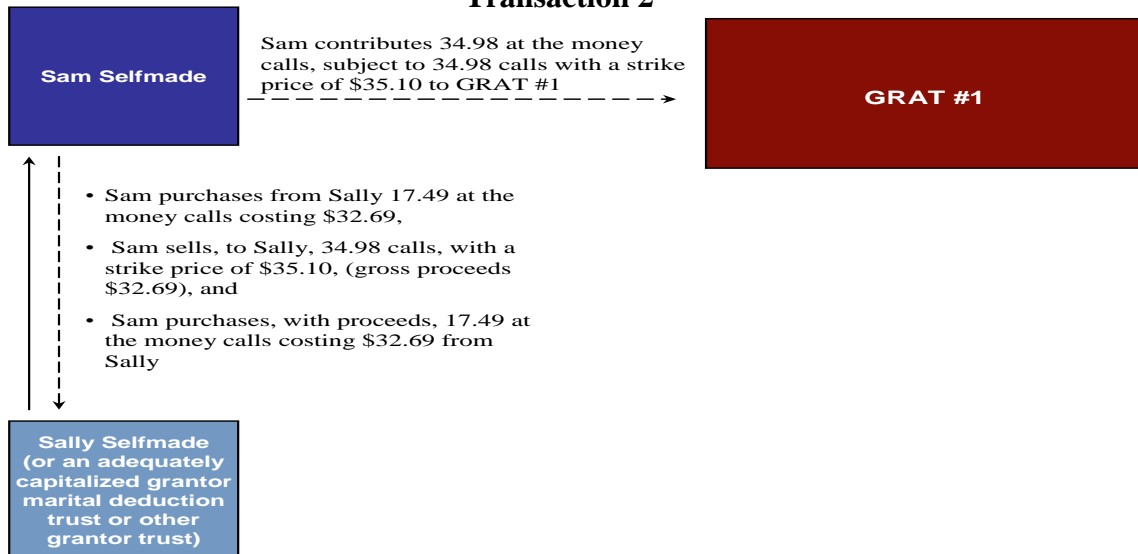 Transaction 2
Sam Selfmade
Sam contributes 34.98 at the money
calls, subject to 34.98 calls with a strike
price of $35.10 to GRAT #1
GRAT #1
• Sam purchases from Sally 17.49 at the
money calls costing $32.69,
• Sam sells, to Sally, 34.98 calls, with a
strike price of $35.10, (gross proceeds
$32.69), and
• Sam purchases, with proceeds, 17.49 at
the money calls costing $32.69 from
Sally
Sally Selfmade
(or an adequately
capitalized grantor
marital deduction
trust or other
grantor trust)